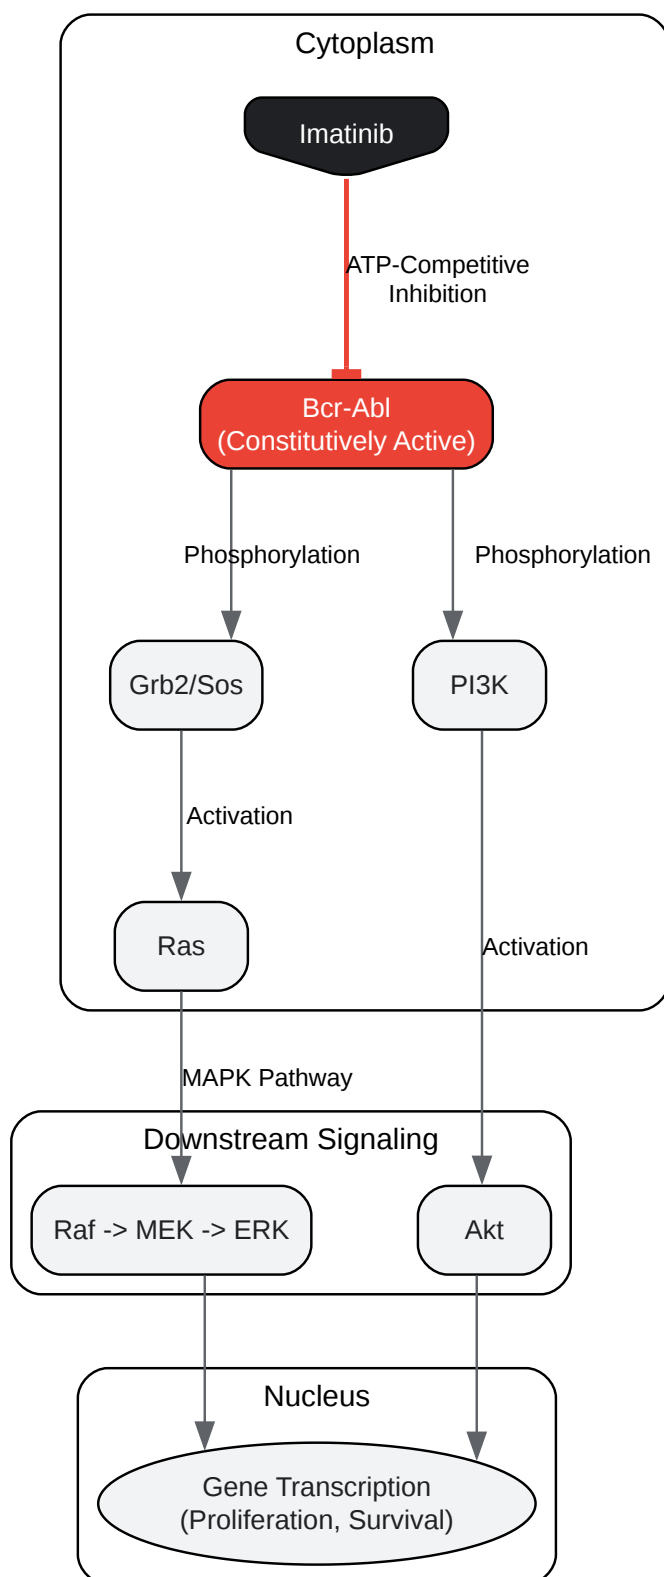 Cytoplasm
Imatinib
ATP-Competitive
Inhibition
Bcr-Abl
(Constitutively Active)
Phosphorylation
Phosphorylation
Grb2/Sos
PI3K
Activation
Ras
Activation
MAPK Pathway
Downstream Signaling
Raf -> MEK -> ERK
Akt
Nucleus
Gene Transcription
(Proliferation, Survival)